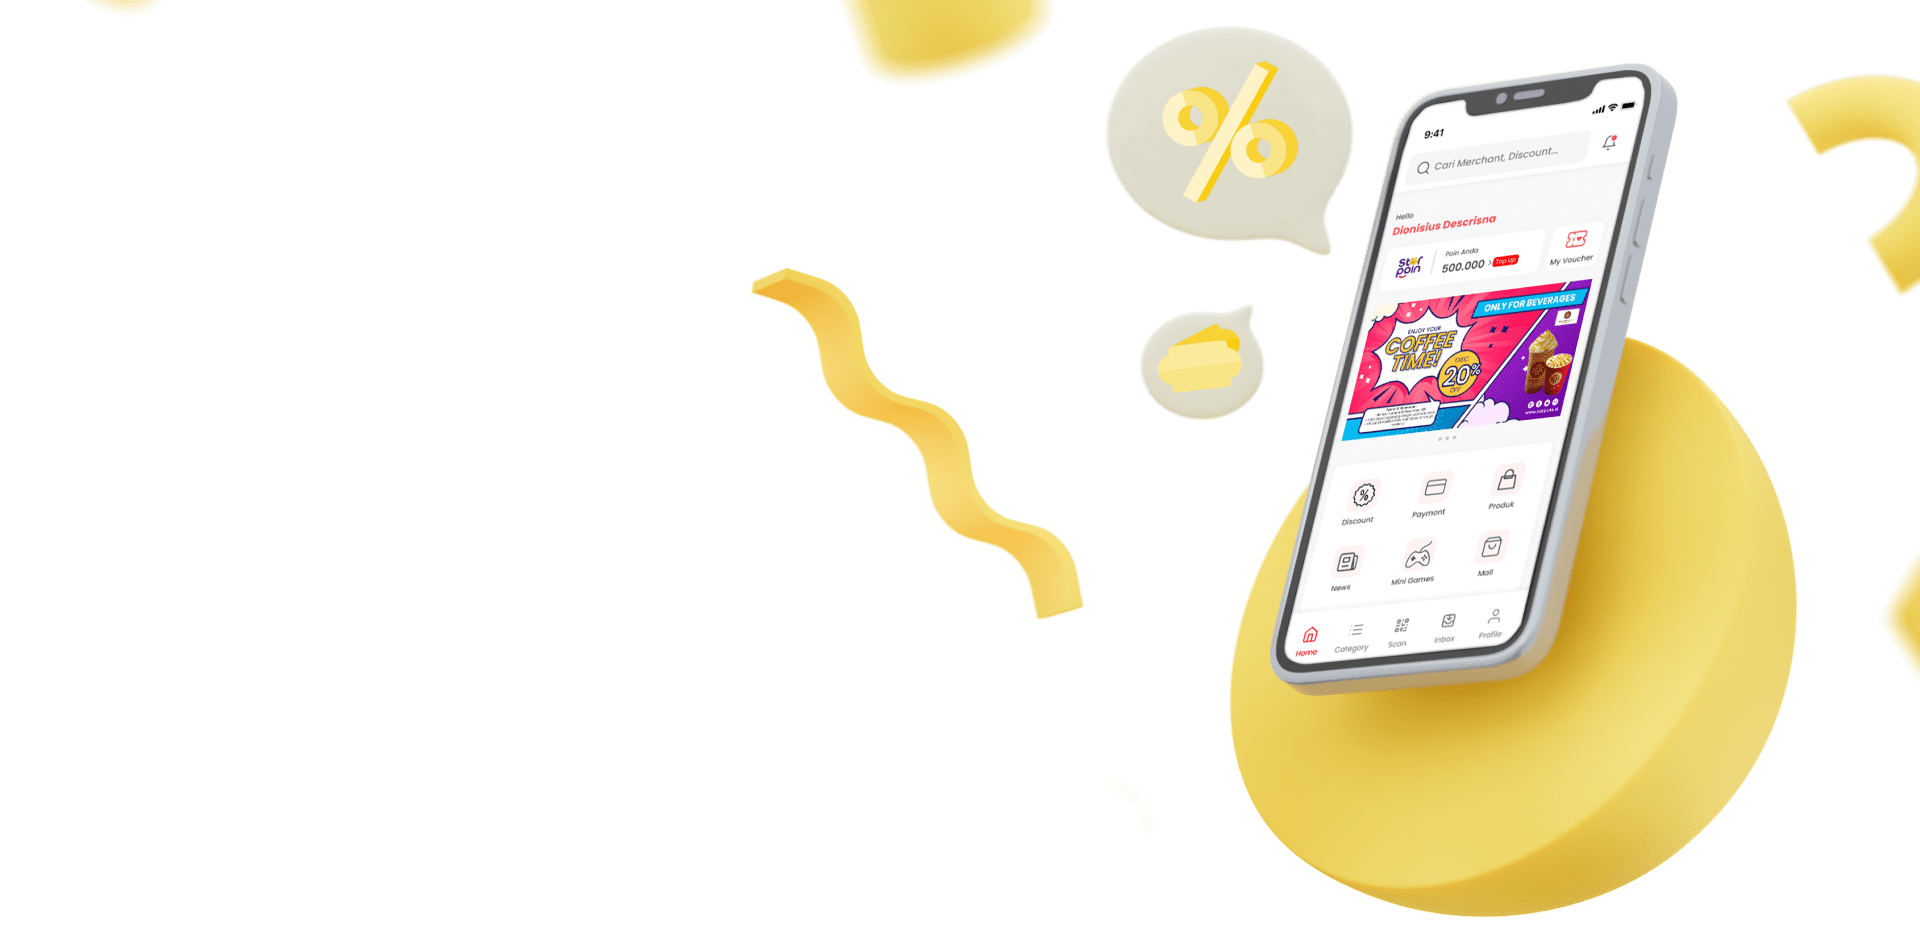 %
9:41
Cari Merchant, Discount...
Hello
Dionisius Descrisna
star
poin
Poin Anda
500.000 > Top Up
My Voucher
ONLY FOR BEVERAGES
ENJOY YOUR
COFFEE
TIME!
DISC
20%
OFF
Discount
Payment
Produk
News
Mini Games
Mall
Home
Category
Scan
Inbox
Profile